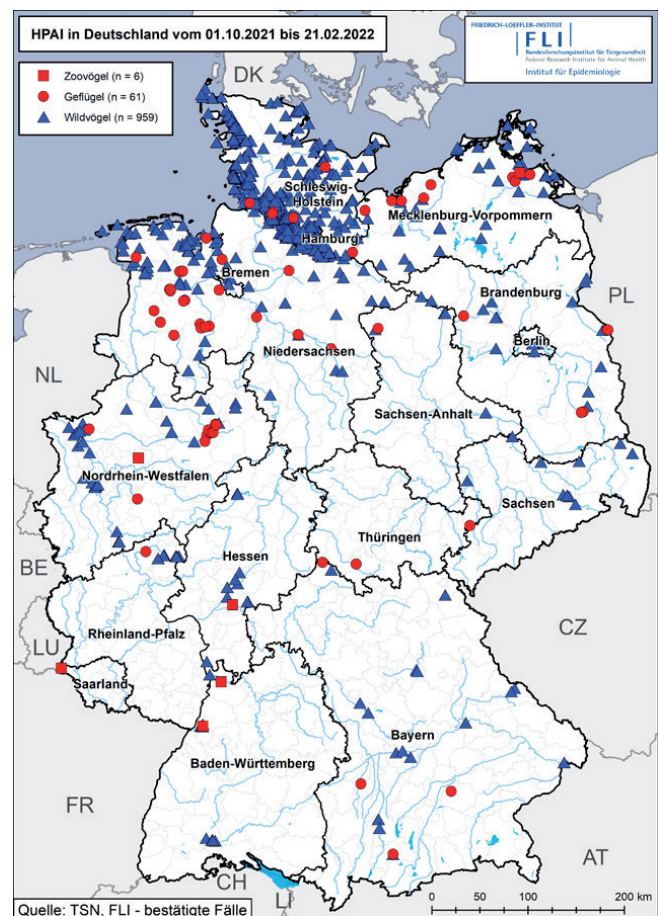 HPAI in Deutschland vom 01.10.2021 bis 21.02.2022
FRIEDRICH-LOEFFLER-INSTITUT
FLI
Bundesforschungsinstitut für Tiergesundheit
Federal Research Institute for Animal Health
Institut für Epidemiologie
Zoovögel (n = 6)
Geflügel (n = 61)
Wildvögel (n = 959)
DK
Schleswig-
Holstein
Mecklenburg-Vorpommern
Hamburg
Bremen
Brandenburg
PL
Berlin
Niedersachsen
NL
Sachsen-Anhalt
Nordrhein-Westfalen
Sachsen
Thüringen
Hessen
BE
Rheinland-Pfalz
CZ
LU
Saarland
Bayern
Baden-Württemberg
FR
AT
CH
LI
0 50 100 200 km
Quelle: TSN, FLI - bestätigte Fälle